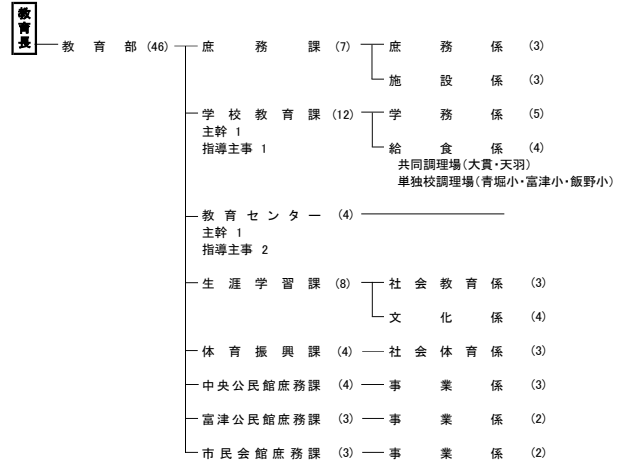 教育長
教育部 (46) 庶務課 (7) 庶務係 (3)
施設係 (3)
学校教育課 (12) 学務係 (5)
主幹 1
指導主事 1 給食係 (4)
共同調理場(大貫・天羽)
単独校調理場(青堀小・富津小・飯野小)
教育センター (4)
主幹 1
指導主事 2
生涯学習課 (8) 社会教育係 (3)
文化係 (4)
体育振興課 (4) 社会体育係 (3)
中央公民館庶務課 (4) 事業係 (3)
富津公民館庶務課 (3) 事業係 (2)
市民会館庶務課 (3) 事業係 (2)